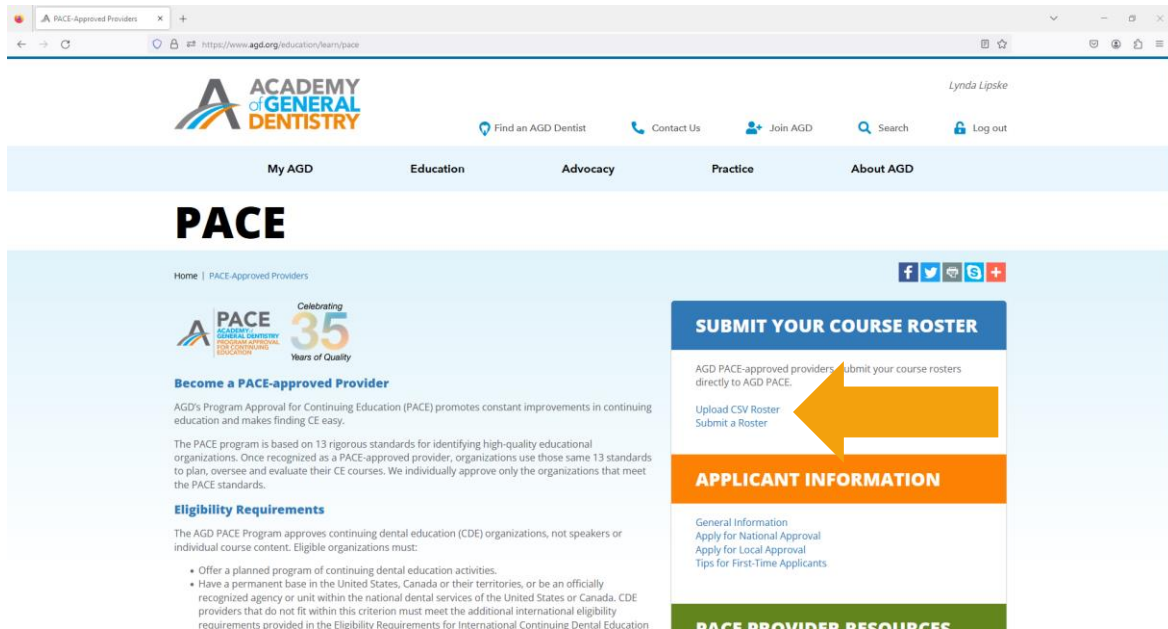 PACE-Approved Providers
https://www.agd.org/education/learn/pace
ACADEMY
of GENERAL
DENTISTRY
Lynda Lipske
Find an AGD Dentist
Contact Us
Join AGD
Search
Log out
My AGD
Education
Advocacy
Practice
About AGD
PACE
Home | PACE-Approved Providers
PACE
ACADEMY of
GENERAL DENTISTRY
PROGRAM APPROVAL
FOR CONTINUING
EDUCATION
Celebrating
35
Years of Quality
Become a PACE-approved Provider
AGD's Program Approval for Continuing Education (PACE) promotes constant improvements in continuing
education and makes finding CE easy.
The PACE program is based on 13 rigorous standards for identifying high-quality educational
organizations. Once recognized as a PACE-approved provider, organizations use those same 13 standards
to plan, oversee and evaluate their CE courses. We individually approve only the organizations that meet
the PACE standards.
Eligibility Requirements
The AGD PACE Program approves continuing dental education (CDE) organizations, not speakers or
individual course content. Eligible organizations must:
• Offer a planned program of continuing dental education activities.
• Have a permanent base in the United States, Canada or their territories, or be an officially
recognized agency or unit within the national dental services of the United States or Canada. CDE
providers that do not fit within this criterion must meet the additional international eligibility
requirements provided in the Eligibility Requirements for International Continuing Dental Education
SUBMIT YOUR COURSE ROSTER
AGD PACE-approved providers, submit your course rosters
directly to AGD PACE.
Upload CSV Roster
Submit a Roster
APPLICANT INFORMATION
General Information
Apply for National Approval
Apply for Local Approval
Tips for First-Time Applicants
PACE PROVIDER RESOURCES